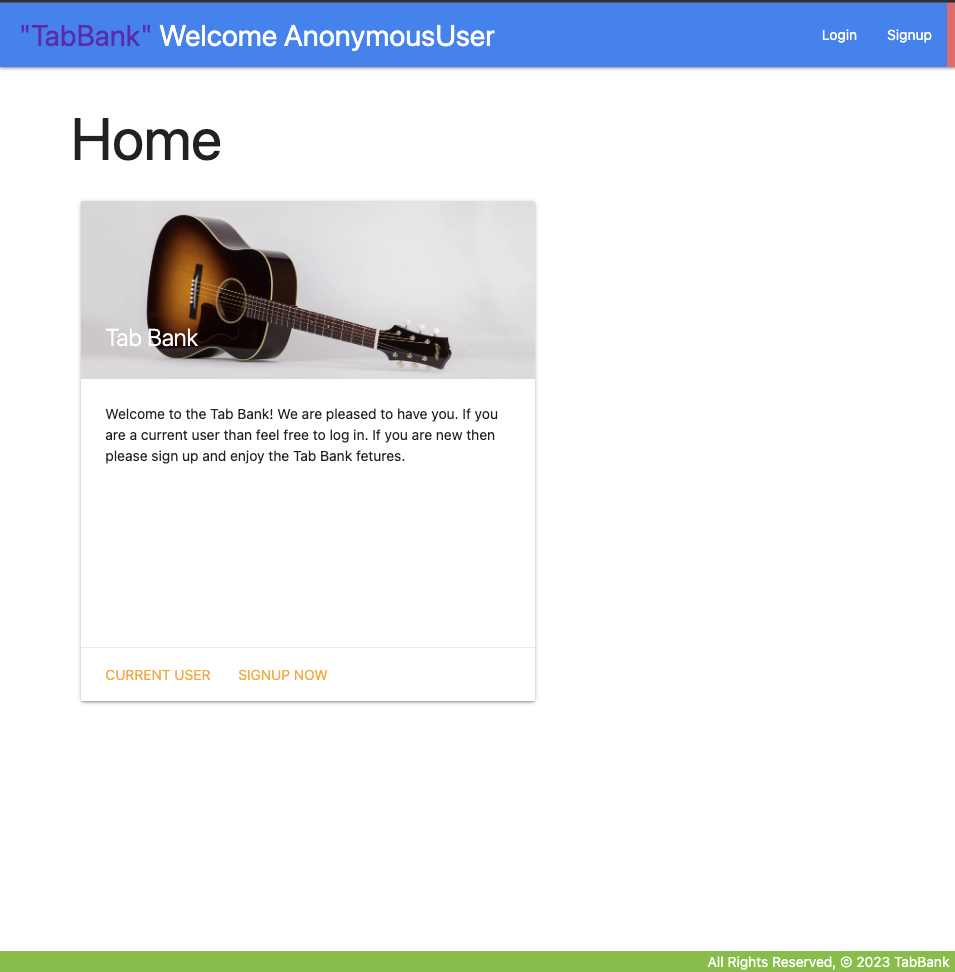 "TabBank" Welcome AnonymousUser
Login
Signup
Home
Tab Bank
Welcome to the Tab Bank! We are pleased to have you. If you
are a current user than feel free to log in. If you are new then
please sign up and enjoy the Tab Bank fetures.
CURRENT USER
SIGNUP NOW
All Rights Reserved, © 2023 TabBank